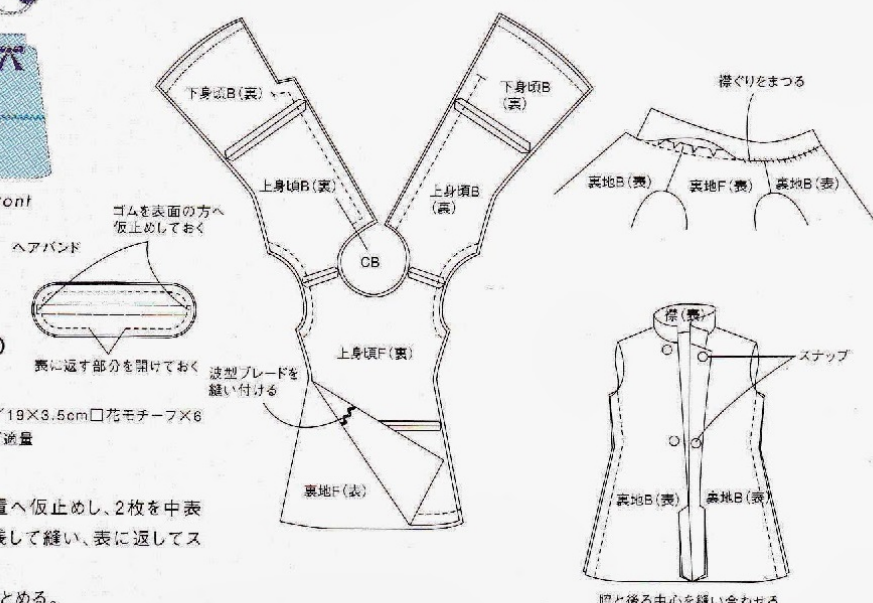 ront
ヘアバンド
ゴムを表面の方へ
仮止めしておく
表に返す部分を開けておく
19×3.5cm□花モチーフ×6
適量
置へ仮止めし、2枚を中表
して縫い、表に返してス
とめる。
下身頃B(裏)
上身頃B(裏)
下身頃B
(裏)
上身頃B
(裏)
CB
上身頃F(裏)
波型ブレードを
縫い付ける
裏地F(表)
襟ぐりをまつる
裏地B(表)
裏地F(表)
裏地B(表)
襟(表)
スナップ
裏地B(表)
裏地B(表)
脇と後ろ中心を縫い合わせる